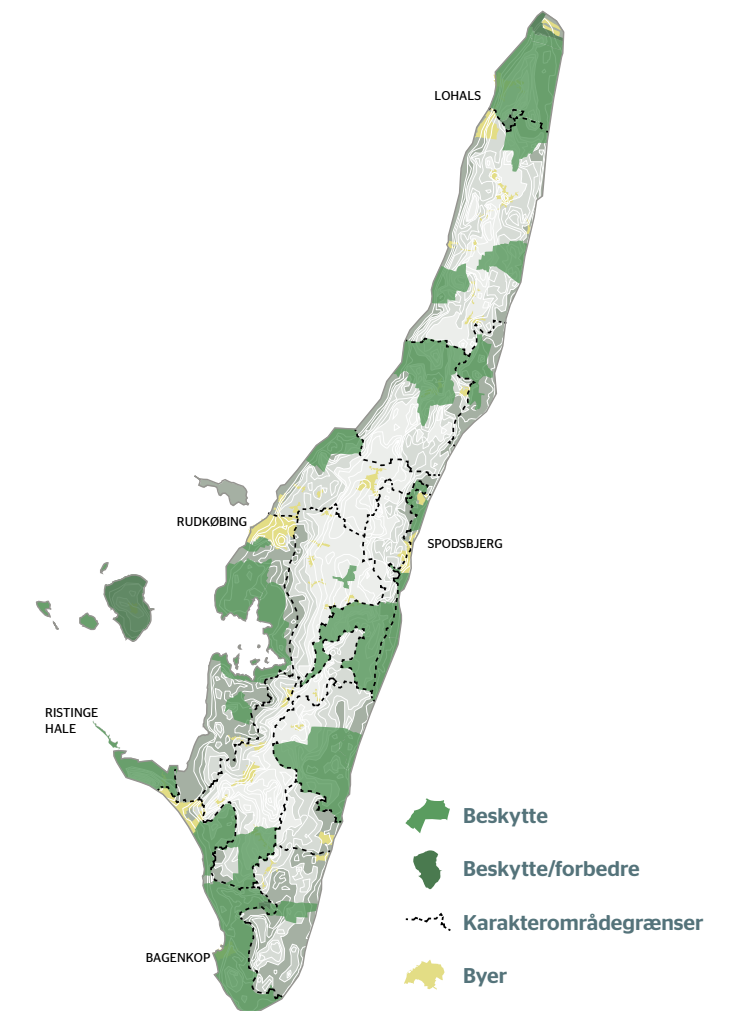 LOHALS
RUDKØBING
SPODSBJERG
RISTINGE
HALE
BAGENKOP
Beskytte
Beskytte/forbedre
Karakterområdegrænser
Byer